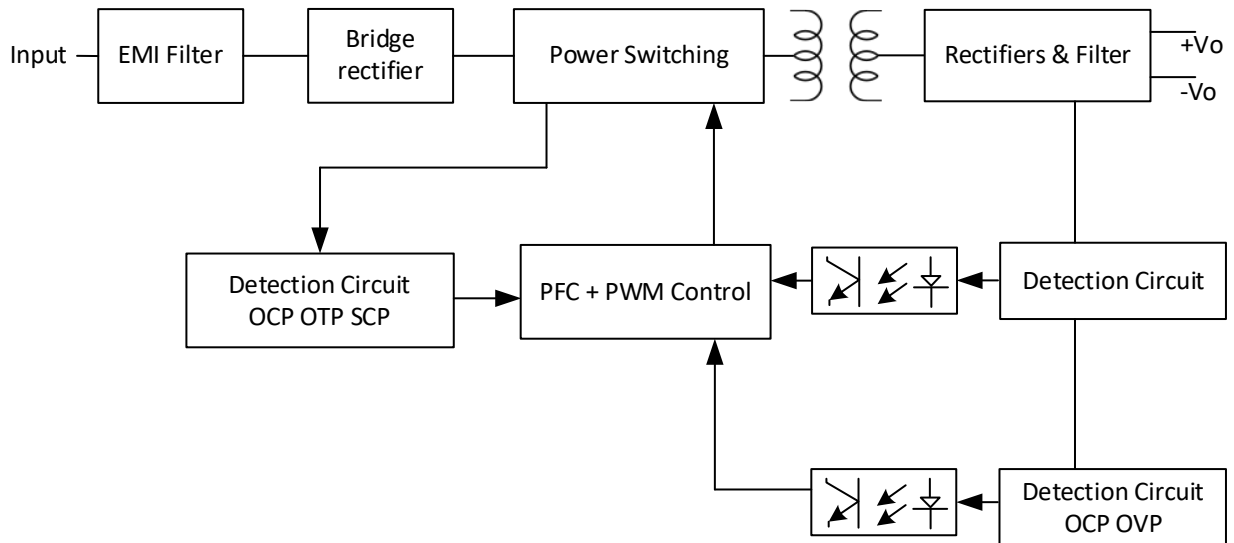 Input
EMI Filter
Bridge
rectifier
Power Switching
Rectifiers & Filter
+Vo
-Vo
Detection Circuit
OCP OTP SCP
PFC + PWM Control
Detection Circuit
Detection Circuit
OCP OVP